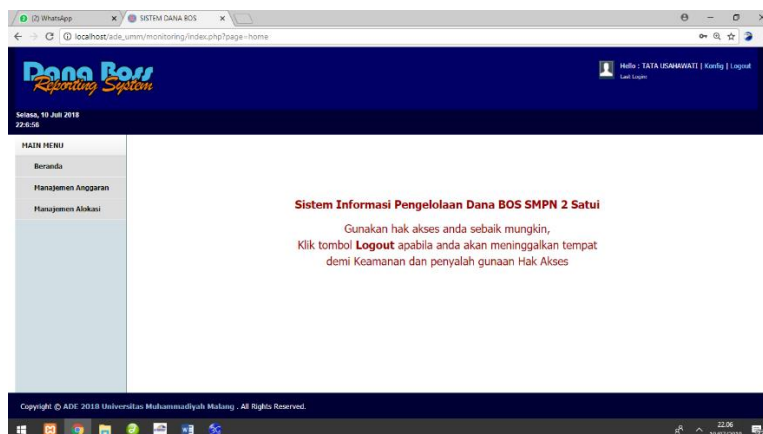 (2) WhatsApp
SISTEM DANA BOS
localhost/ade_umm/monitoring/index.php?page=home
Dana Boss
Reporting System
Hello : TATA USAHAWATI | Konfig | Logout
Last Login
Selasa, 10 Juli 2018
22:6:56
MAIN MENU
Beranda
Manajemen Anggaran
Manajemen Alokasi
Sistem Informasi Pengelolaan Dana BOS SMPN 2 Satui
Gunakan hak akses anda sebaik mungkin,
Klik tombol Logout apabila anda akan meninggalkan tempat
demi Keamanan dan penyalah gunaan Hak Akses
Copyright © ADE 2018 Universitas Muhammadiyah Malang . All Rights Reserved.
22.06